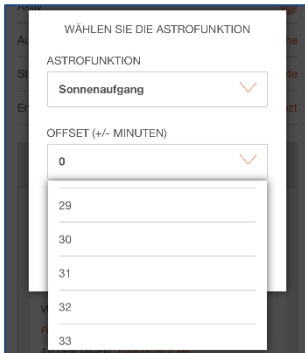 WÄHLEN SIE DIE ASTROFUNKTION
ASTROFUNKTION
Sonnenaufgang
OFFSET (+/- MINUTEN)
0
29
30
31
32
33